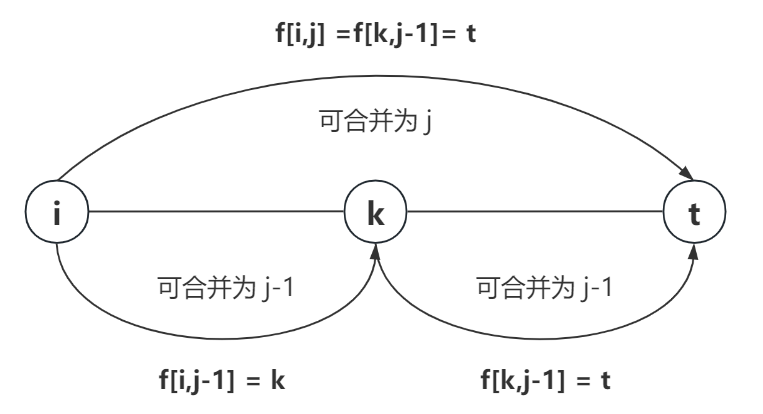 f[i,j] =f[k,j-1]= t
可合并为 j
i
k
t
可合并为 j-1
可合并为 j-1
f[i,j-1] = k
f[k,j-1] = t